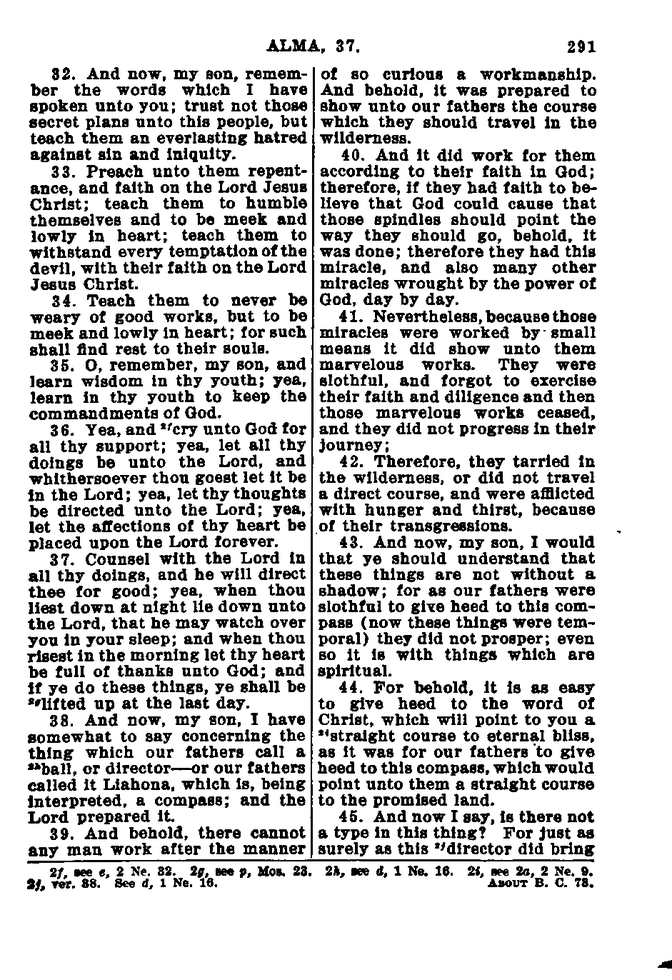 ALMA, 37. 291
32. And now, my son, remem-
ber the words which I have
spoken unto you; trust not those
secret plans unto this people, but
teach them an everlasting hatred
against sin and iniquity.
33. Preach unto them repent-
ance, and faith on the Lord Jesus
Christ; teach them to humble
themselves and to be meek and
lowly in heart; teach them to
withstand every temptation of the
devil, with their faith on the Lord
Jesus Christ.
34. Teach them to never be
weary of good works, but to be
meek and lowly in heart; for such
shall find rest to their souls.
35. O, remember, my son, and
learn wisdom in thy youth; yea,
learn in thy youth to keep the
commandments of God.
36. Yea, and 2fcry unto God for
all thy support; yea, let all thy
doings be unto the Lord, and
whithersoever thou goest let it be
in the Lord; yea, let thy thoughts
be directed unto the Lord; yea,
let the affections of thy heart be
placed upon the Lord forever.
37. Counsel with the Lord in
all thy doings, and he will direct
thee for good; yea, when thou
liest down at night lie down unto
the Lord, that he may watch over
you in your sleep; and when thou
risest in the morning let thy heart
be full of thanks unto God; and
if ye do these things, ye shall be
2glifted up at the last day.
38. And now, my son, I have
somewhat to say concerning the
thing which our fathers call a
2hball, or director—or our fathers
called it Liahona, which is, being
interpreted, a compass; and the
Lord prepared it.
39. And behold, there cannot
any man work after the manner
of so curious a workmanship.
And behold, it was prepared to
show unto our fathers the course
which they should travel in the
wilderness.
40. And it did work for them
according to their faith in God;
therefore, if they had faith to be-
lieve that God could cause that
those spindles should point the
way they should go, behold, it
was done; therefore they had this
miracle, and also many other
miracles wrought by the power of
God, day by day.
41. Nevertheless, because those
miracles were worked by small
means it did show unto them
marvelous works. They were
slothful, and forgot to exercise
their faith and diligence and then
those marvelous works ceased,
and they did not progress in their
journey;
42. Therefore, they tarried in
the wilderness, or did not travel
a direct course, and were afflicted
with hunger and thirst, because
of their transgressions.
43. And now, my son, I would
that ye should understand that
these things are not without a
shadow; for as our fathers were
slothful to give heed to this com-
pass (now these things were tem-
poral) they did not prosper; even
so it is with things which are
spiritual.
44. For behold, it is as easy
to give heed to the word of
Christ, which will point to you a
2istraight course to eternal bliss,
as it was for our fathers to give
heed to this compass, which would
point unto them a straight course
to the promised land.
45. And now I say, is there not
a type in this thing? For just as
surely as this 2jdirector did bring
2f, see e, 2 Ne. 32. 2g, see p, Mos. 23. 2h, see d, 1 Ne. 16. 2i, see 2a, 2 Ne. 9.
2j, ver. 38. See d, 1 Ne. 16. ABOUT B. C. 73.